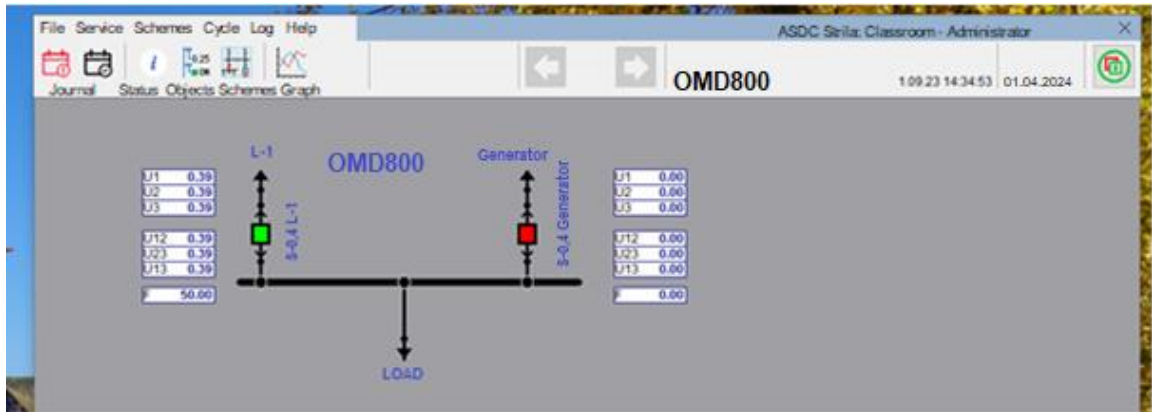 File Service Schemes Cycle Log Help
ASDC Strila: Classroom - Administrator
Journal Status Objects Schemes Graph
OMD800
1.09.23 14:34:53 01.04.2024
L-1
OMD800
Generator
S-0,4 L-1
S-0,4 Generator
U1 0.39
U2 0.39
U3 0.39
U12 0.39
U23 0.39
U13 0.39
F 50.00
U1 0.00
U2 0.00
U3 0.00
U12 0.00
U23 0.00
U13 0.00
F 0.00
LOAD